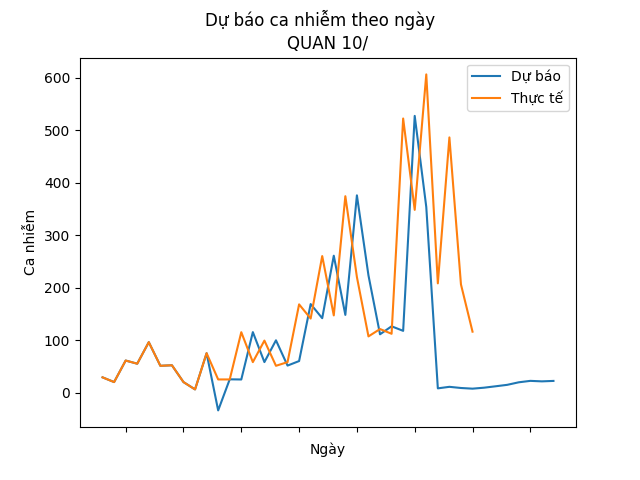 Dự báo ca nhiễm theo ngày
QUAN 10/
Dự báo
Thực tế
600
500
400
300
200
100
0
Ca nhiễm
Ngày